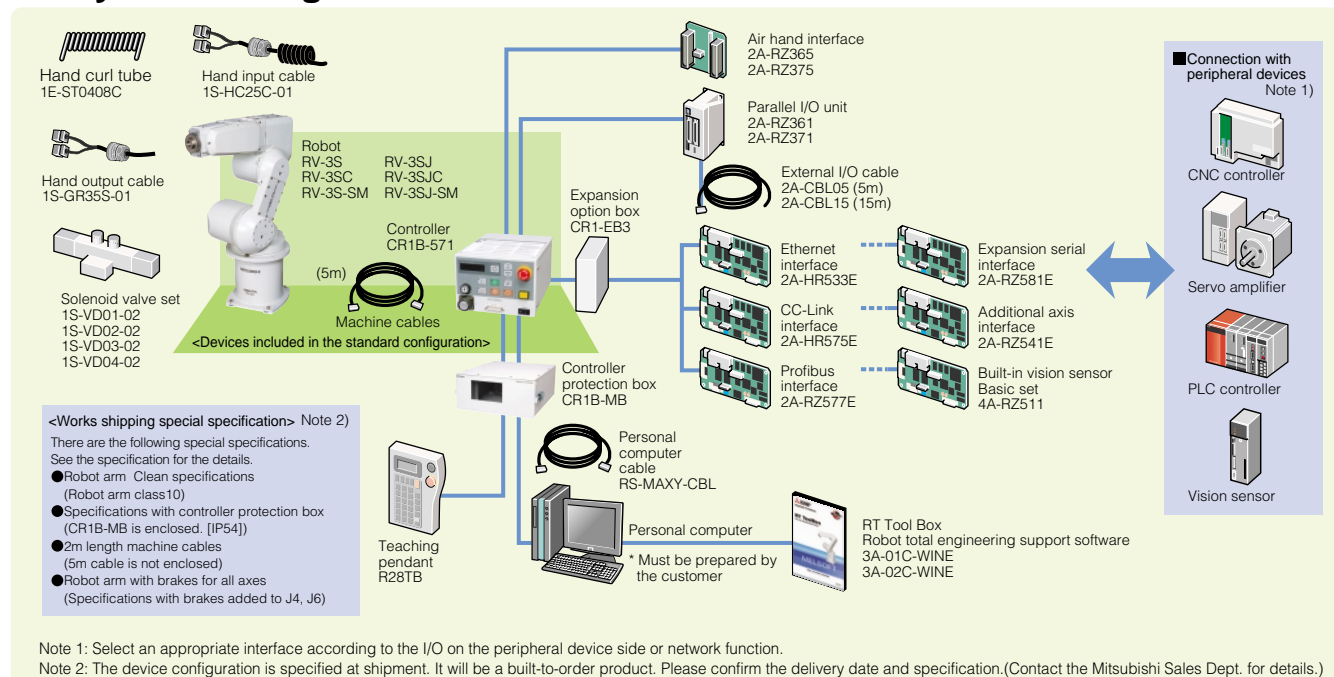 Hand curl tube
1E-ST0408C
Hand input cable
1S-HC25C-01
Hand output cable
1S-GR35S-01
Solenoid valve set
1S-VD01-02
1S-VD02-02
1S-VD03-02
1S-VD04-02
Robot
RV-3S RV-3SJ
RV-3SC RV-3SJC
RV-3S-SM RV-3SJ-SM
Controller
CR1B-571
(5m)
Machine cables
<Devices included in the standard configuration>
Expansion
option box
CR1-EB3
Air hand interface
2A-RZ365
2A-RZ375
Parallel I/O unit
2A-RZ361
2A-RZ371
External I/O cable
2A-CBL05 (5m)
2A-CBL15 (15m)
Ethernet
interface
2A-HR533E
Expansion serial
interface
2A-RZ581E
CC-Link
interface
2A-HR575E
Additional axis
interface
2A-RZ541E
Profibus
interface
2A-RZ577E
Built-in vision sensor
Basic set
4A-RZ511
■Connection with
peripheral devices
Note 1)
CNC controller
Servo amplifier
PLC controller
Vision sensor
Controller
protection box
CR1B-MB
Personal
computer
cable
RS-MAXY-CBL
Teaching
pendant
R28TB
Personal computer
* Must be prepared by
the customer
RT ToolBox
RT Tool Box
Robot total engineering support software
3A-01C-WINE
3A-02C-WINE
<Works shipping special specification> Note 2)
There are the following special specifications.
See the specification for the details.
●Robot arm Clean specifications
(Robot arm class10)
●Specifications with controller protection box
(CR1B-MB is enclosed. [IP54])
●2m length machine cables
(5m cable is not enclosed)
●Robot arm with brakes for all axes
(Specifications with brakes added to J4, J6)
Note 1: Select an appropriate interface according to the I/O on the peripheral device side or network function.
Note 2: The device configuration is specified at shipment. It will be a built-to-order product. Please confirm the delivery date and specification.(Contact the Mitsubishi Sales Dept. for details.)